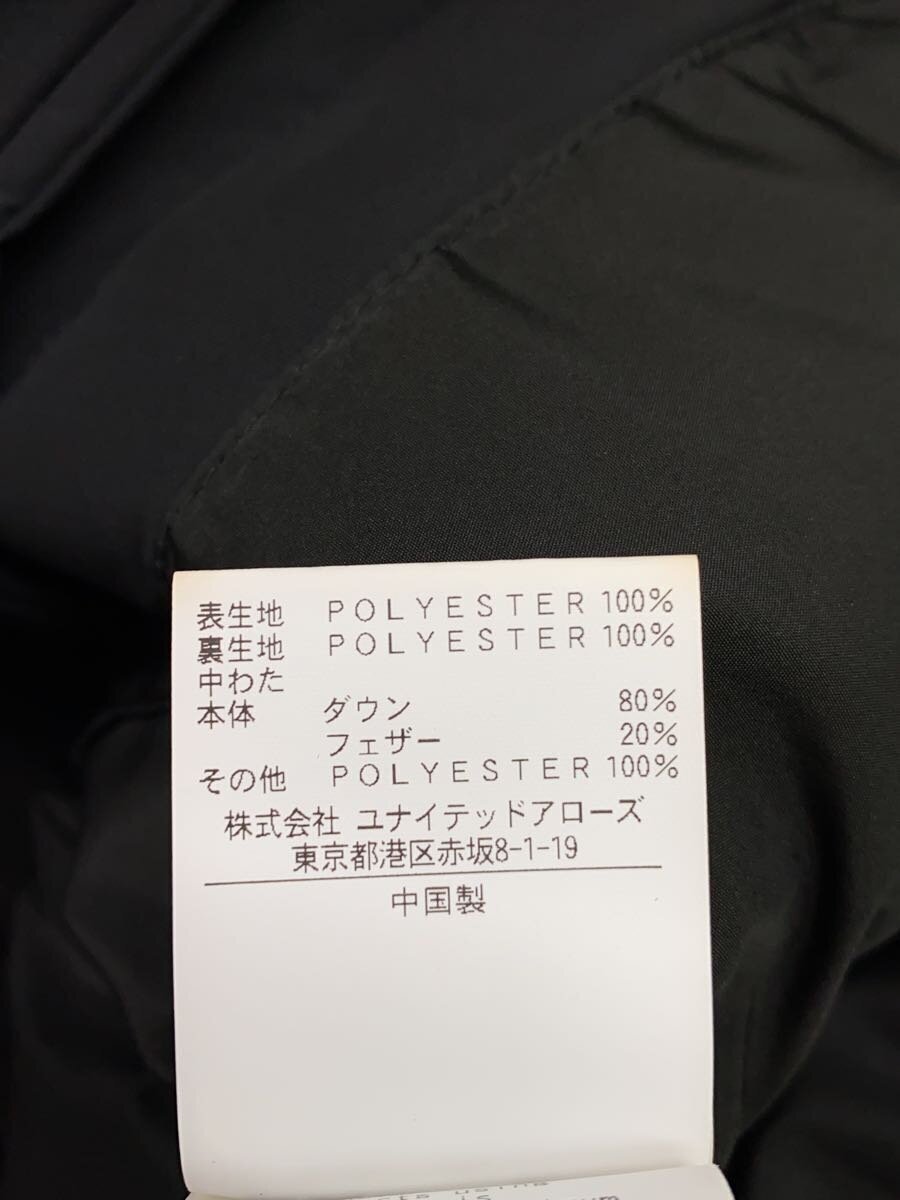 表生地 POLYESTER 100%
裏生地 POLYESTER 100%
中わた
本体 ダウン 80%
フェザー 20%
その他 POLYESTER 100%
株式会社 ユナイテッドアローズ
東京都港区赤坂8-1-19
中国製